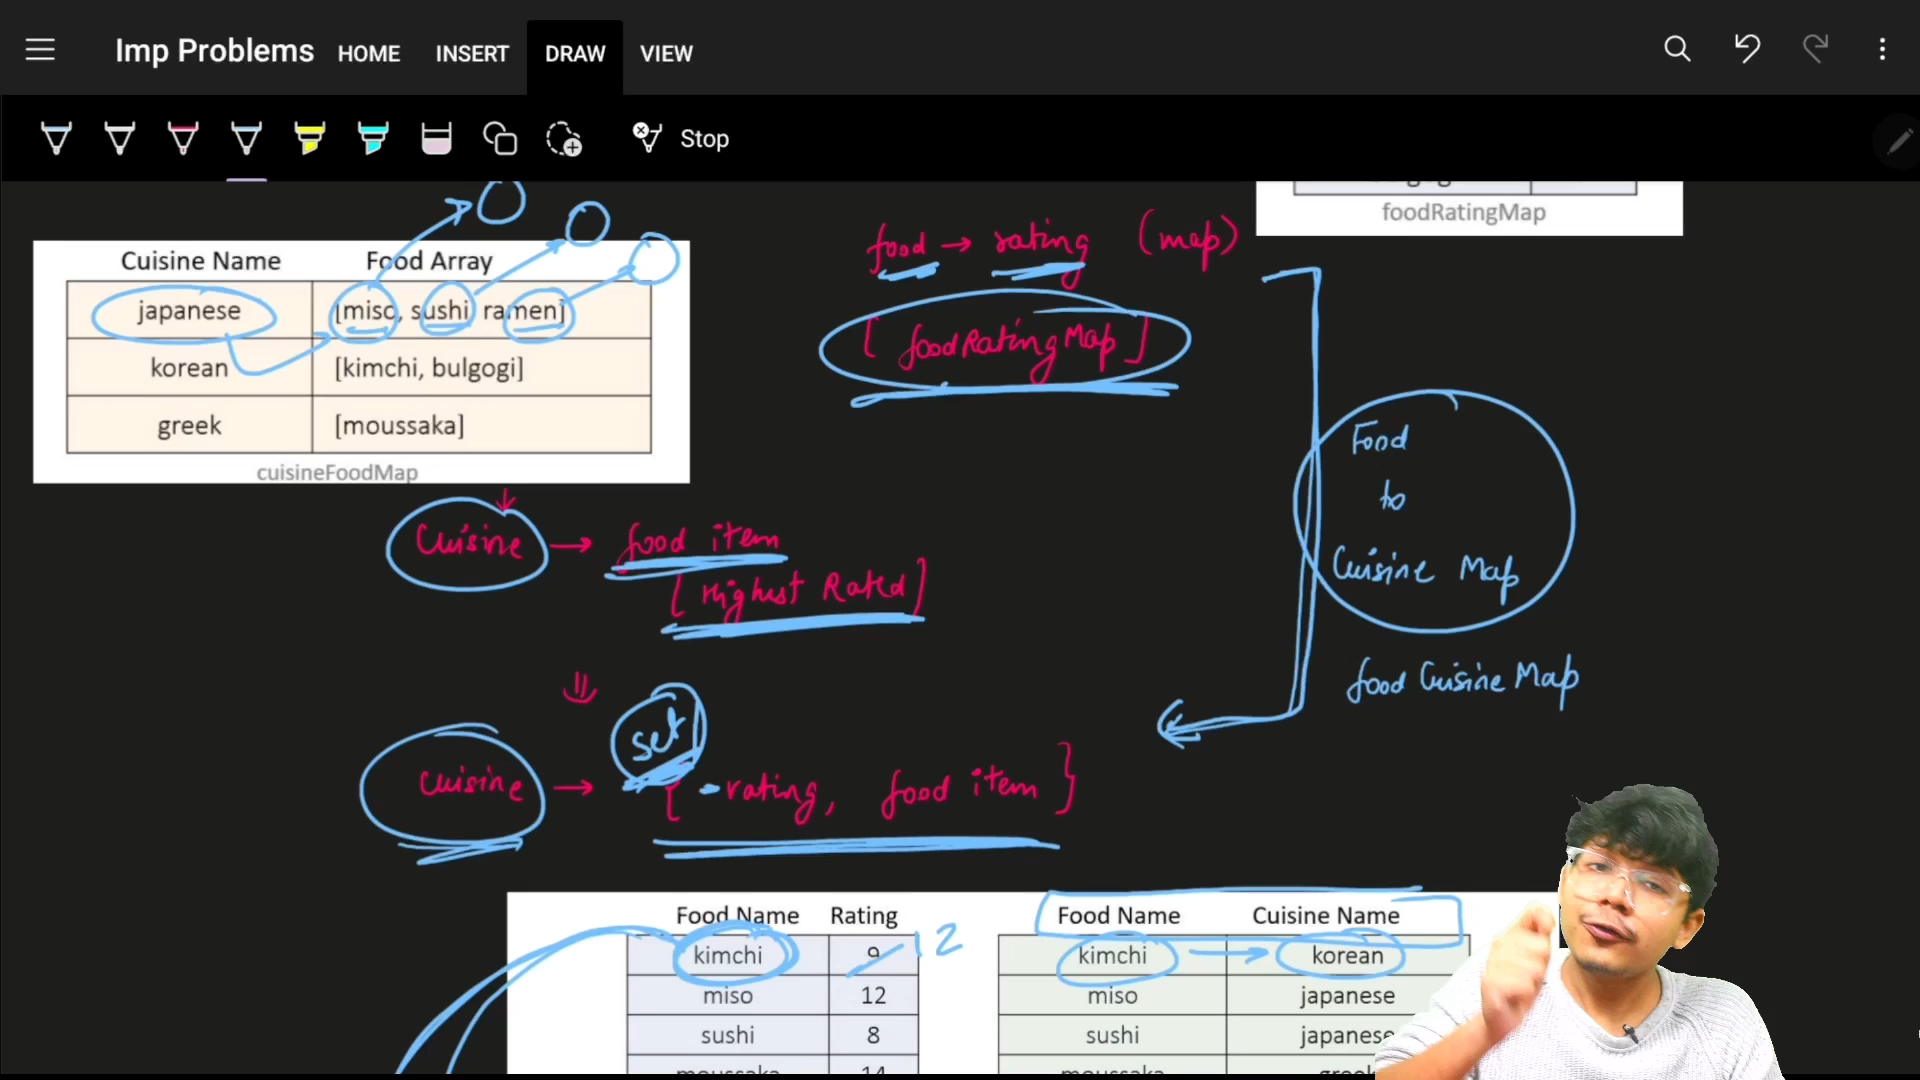 Imp Problems HOME INSERT DRAW VIEW
Stop
foodRatingMap
Cuisine Name Food Array
japanese [miso, sushi ramen]
korean [kimchi, bulgogi]
greek [moussaka]
cuisineFoodMap
food → rating (map)
[foodRatingMap]
Food
to
Cuisine Map
food Cuisine Map
Cuisine → food item
[Highest Rated]
set
cuisine → { -rating, food item }
Food Name Rating
kimchi 9 12
miso 12
sushi 8
moussaka 14
Food Name Cuisine Name
kimchi → korean
miso japanese
sushi japanese
moussaka